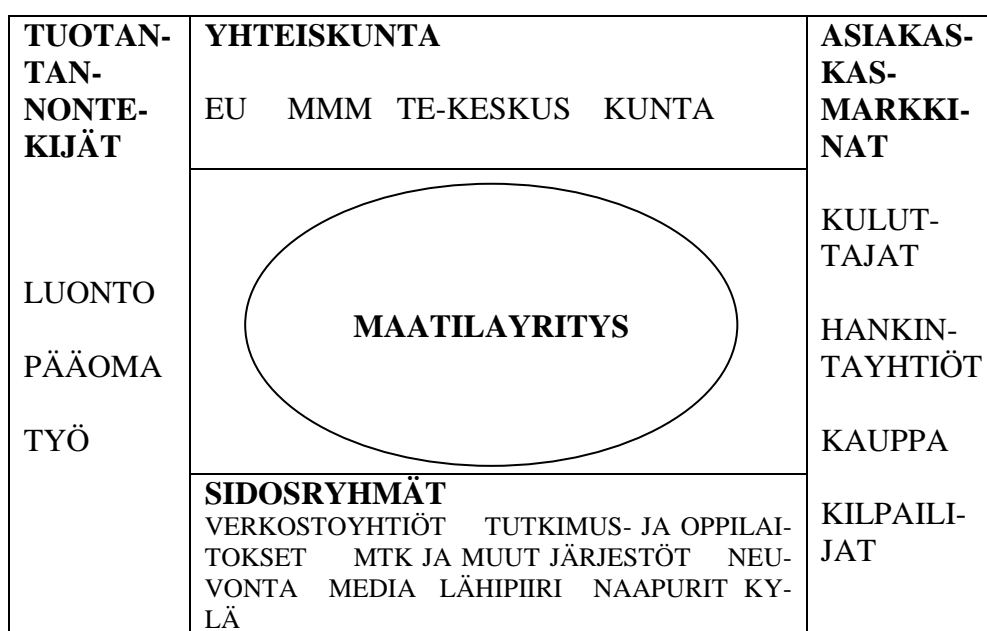 TUOTAN-
TAN-
NONTE-
KIJÄT
LUONTO
PÄÄOMA
TYÖ
YHTEISKUNTA
EU MMM TE-KESKUS KUNTA
MAATILAYRITYS
SIDOSRYHMÄT
VERKOSTOYHTIÖT TUTKIMUS- JA OPPILAI-
TOKSET MTK JA MUUT JÄRJESTÖT NEU-
VONTA MEDIA LÄHIPIIRI NAAPURIT KY-
LÄ
ASIAKAS-
KAS-
MARKKI-
NAT
KULUT-
TAJAT
HANKIN-
TAYHTIÖT
KAUPPA
KILPAILI-
JAT